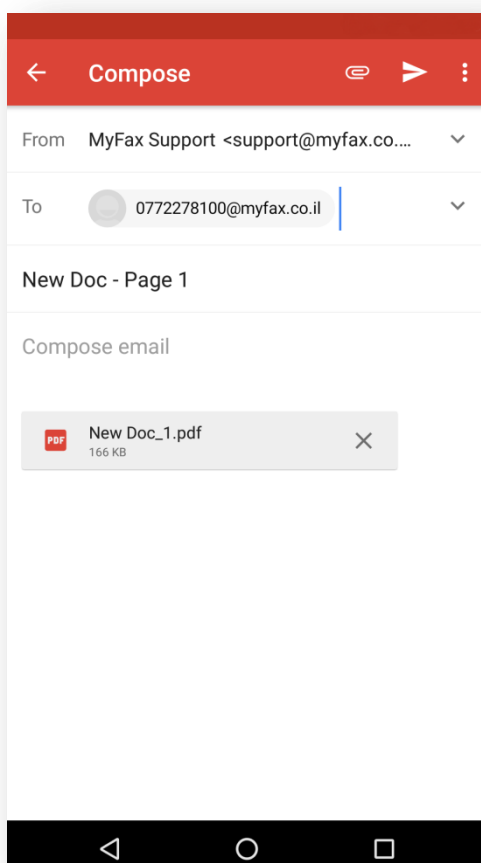 Compose
From MyFax Support <support@myfax.co....
To 0772278100@myfax.co.il
New Doc - Page 1
Compose email
PDF New Doc_1.pdf
166 KB